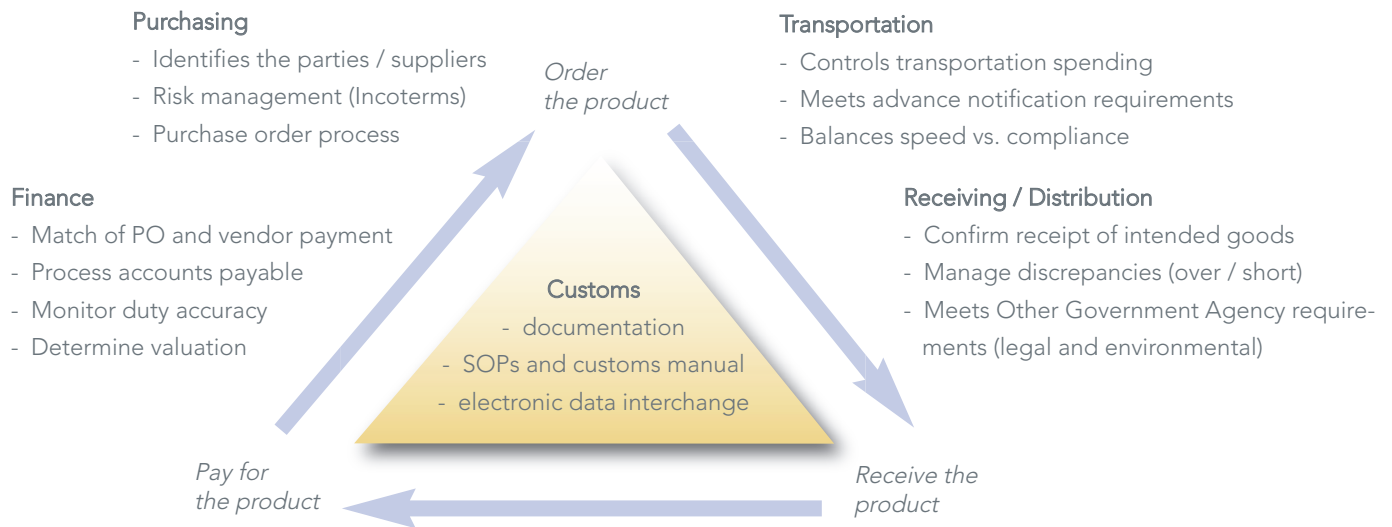 Purchasing
- Identifies the parties / suppliers
- Risk management (Incoterms)
- Purchase order process
Order
the product
Transportation
- Controls transportation spending
- Meets advance notification requirements
- Balances speed vs. compliance
Finance
- Match of PO and vendor payment
- Process accounts payable
- Monitor duty accuracy
- Determine valuation
Customs
- documentation
- SOPs and customs manual
- electronic data interchange
Receiving / Distribution
- Confirm receipt of intended goods
- Manage discrepancies (over / short)
- Meets Other Government Agency require-
ments (legal and environmental)
Pay for
the product
Receive the
product